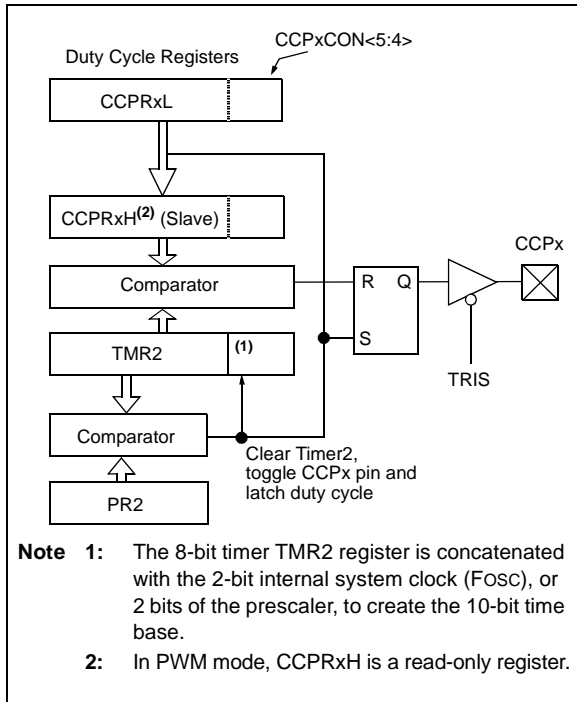 CCPxCON<5:4>
Duty Cycle Registers
CCPRxL
CCPRxH(2) (Slave)
CCPx
Comparator
R Q
S
TMR2
(1)
TRIS
Comparator
Clear Timer2,
toggle CCPx pin and
latch duty cycle
PR2
Note 1: The 8-bit timer TMR2 register is concatenated
with the 2-bit internal system clock (FOSC), or
2 bits of the prescaler, to create the 10-bit time
base.
2: In PWM mode, CCPRxH is a read-only register.